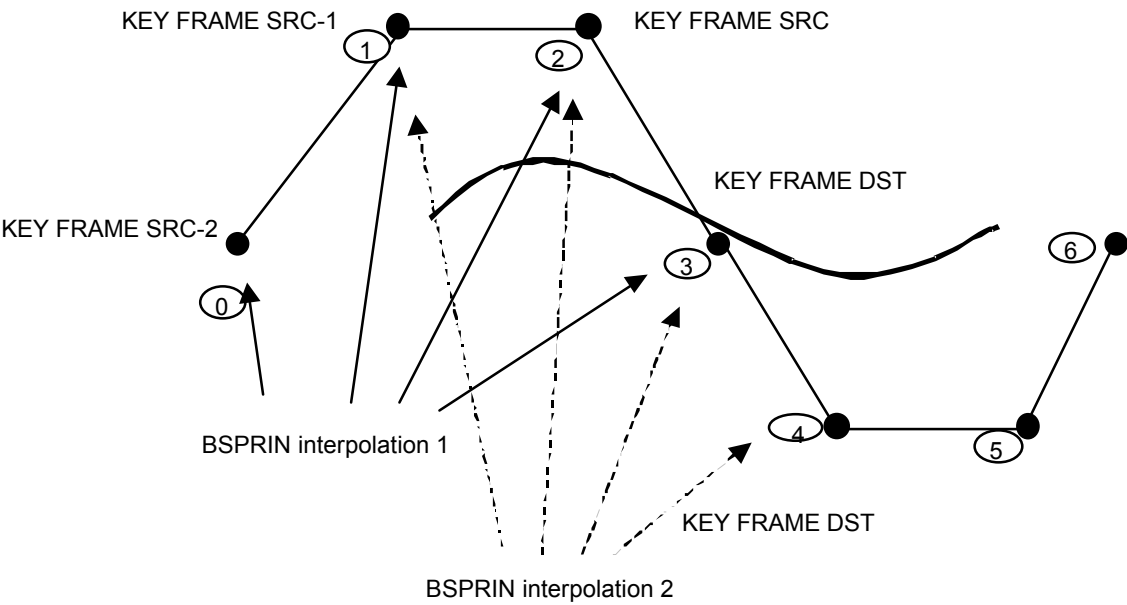 KEY FRAME SRC-1
KEY FRAME SRC
1
2
KEY FRAME DST
KEY FRAME SRC-2
3
6
0
4
BSPRIN interpolation 1
5
KEY FRAME DST
BSPRIN interpolation 2